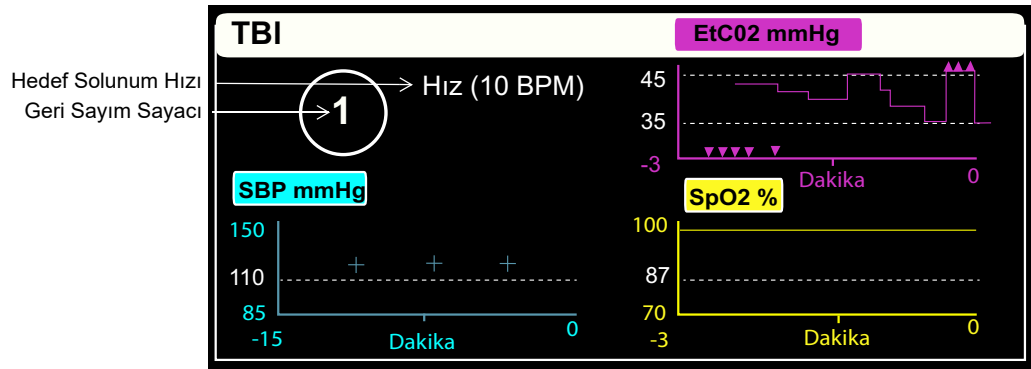 TBI
EtC02 mmHg
Hedef Solunum Hızı
Hız (10 BPM)
Geri Sayım Sayacı
1
45
35
-3
Dakika
0
SBP mmHg
150
110
85
-15
Dakika
0
SpO2 %
100
87
70
-3
Dakika
0